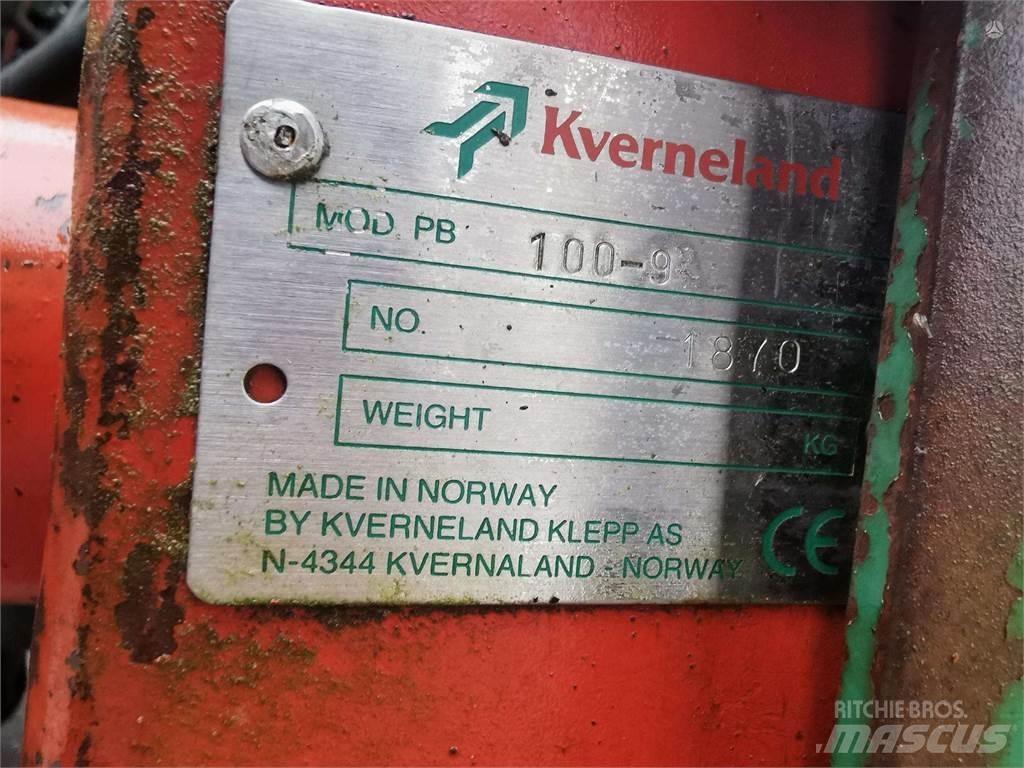 Kverneland
MOD PB 100-9
NO. 1870
WEIGHT KG
MADE IN NORWAY
BY KVERNELAND KLEPP AS
N-4344 KVERNALAND - NORWAY
CE
RITCHIE BROS.
MASCUS